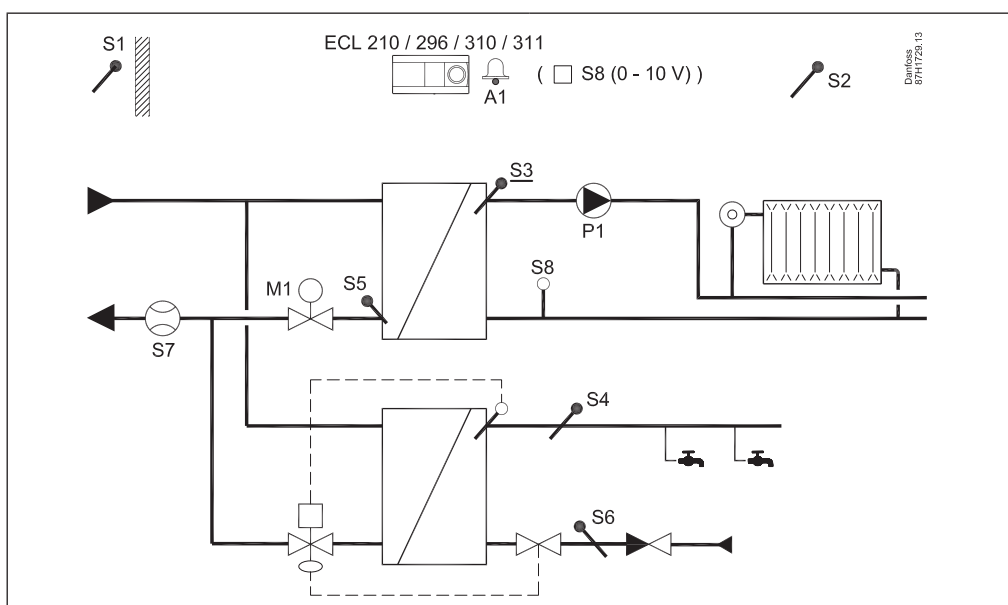 S1
ECL 210 / 296 / 310 / 311
A1
( S8 (0 - 10 V) )
S2
Danfoss
87H1729.13
S3
P1
S8
M1
S5
S7
S4
S6